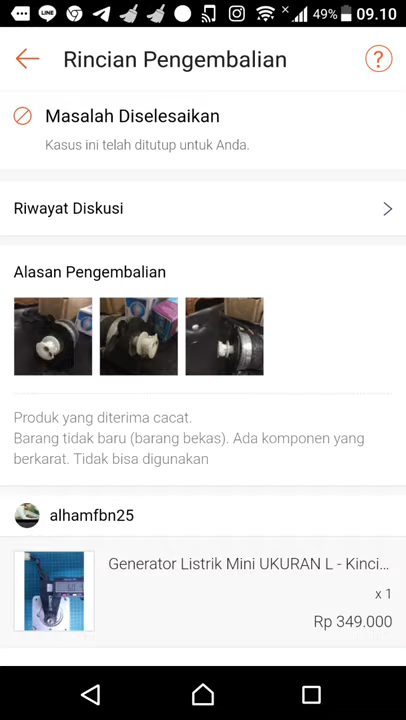 49%
09.10
Rincian Pengembalian
?
Masalah Diselesaikan
Kasus ini telah ditutup untuk Anda.
Riwayat Diskusi
Alasan Pengembalian
Produk yang diterima cacat.
Barang tidak baru (barang bekas). Ada komponen yang
berkarat. Tidak bisa digunakan
alhamfbn25
Generator Listrik Mini UKURAN L - Kinci...
x 1
Rp 349.000